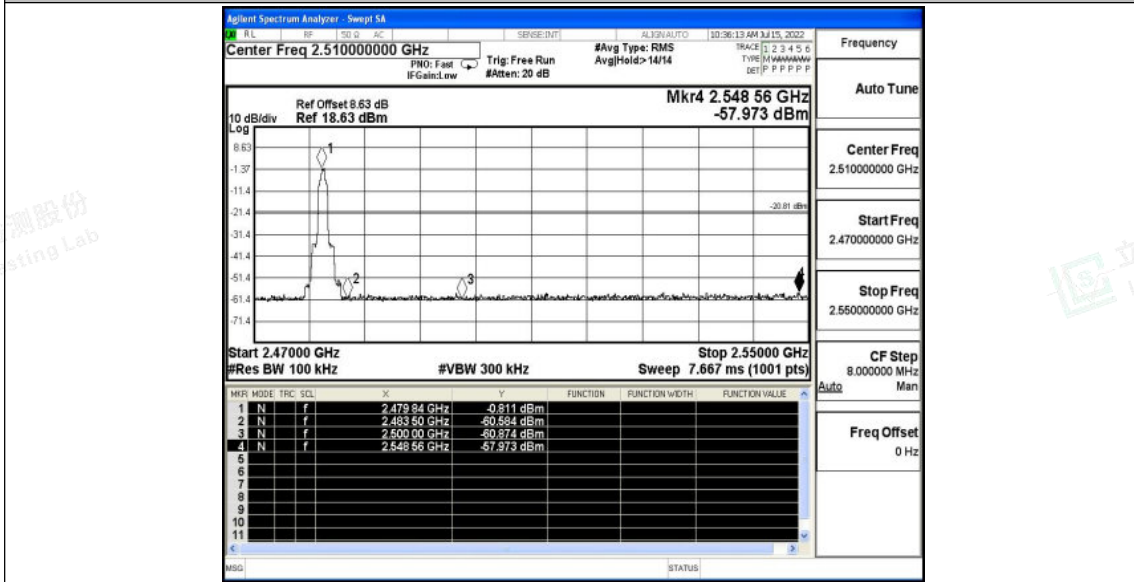 Agilent Spectrum Analyzer - Swept SA
RL RF 50 Ω AC SENSE:INT ALIGN AUTO 10:36:13 AM Jul 15, 2022
Center Freq 2.510000000 GHz
PNO: Fast
IFGain:Low
Trig: Free Run
#Atten: 20 dB
#Avg Type: RMS
Avg|Hold:>14/14
TRACE 1 2 3 4 5 6
TYPE M
DET P P P P P P
Frequency
Auto Tune
Mkr4 2.548 56 GHz
-57.973 dBm
Ref Offset 8.63 dB
10 dB/div Ref 18.63 dBm
Log
8.63
-1.37
-11.4
-21.4
-31.4
-41.4
-51.4
-61.4
-71.4
1
2
3
4
-20.81 dBm
Center Freq
2.510000000 GHz
Start Freq
2.470000000 GHz
Stop Freq
2.550000000 GHz
Start 2.47000 GHz Stop 2.55000 GHz
#Res BW 100 kHz #VBW 300 kHz Sweep 7.667 ms (1001 pts)
CF Step
8.000000 MHz
Auto Man
Freq Offset
0 Hz
MKR MODE TRC SCL X Y FUNCTION FUNCTION WIDTH FUNCTION VALUE
1 N f 2.479 84 GHz -0.811 dBm
2 N f 2.483 50 GHz -60.584 dBm
3 N f 2.500 00 GHz -60.874 dBm
4 N f 2.548 56 GHz -57.973 dBm
5
6
7
8
9
10
11
MSG STATUS
测股份
sting Lab
立